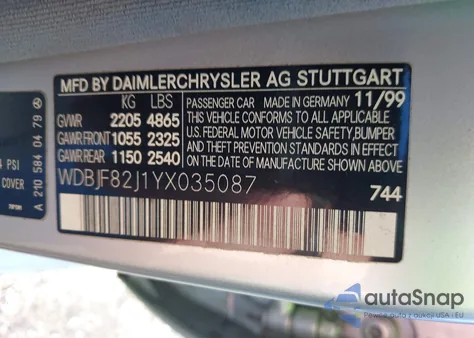 MFD BY DAIMLERCHRYSLER AG STUTTGART
KG LBS
GVWR 2205 4865
GAWR FRONT 1055 2325
GAWR REAR 1150 2540
PASSENGER CAR MADE IN GERMANY 11/99
THIS VEHICLE CONFORMS TO ALL APPLICABLE
U.S. FEDERAL MOTOR VEHICLE SAFETY, BUMPER
AND THEFT PREVENTION STANDARDS IN
EFFECT ON THE DATE OF MANUFACTURE
SHOWN ABOVE.
WDBJF82J1YX035087
744
PSI
COVER
A 210 584 04 79
autoSnap